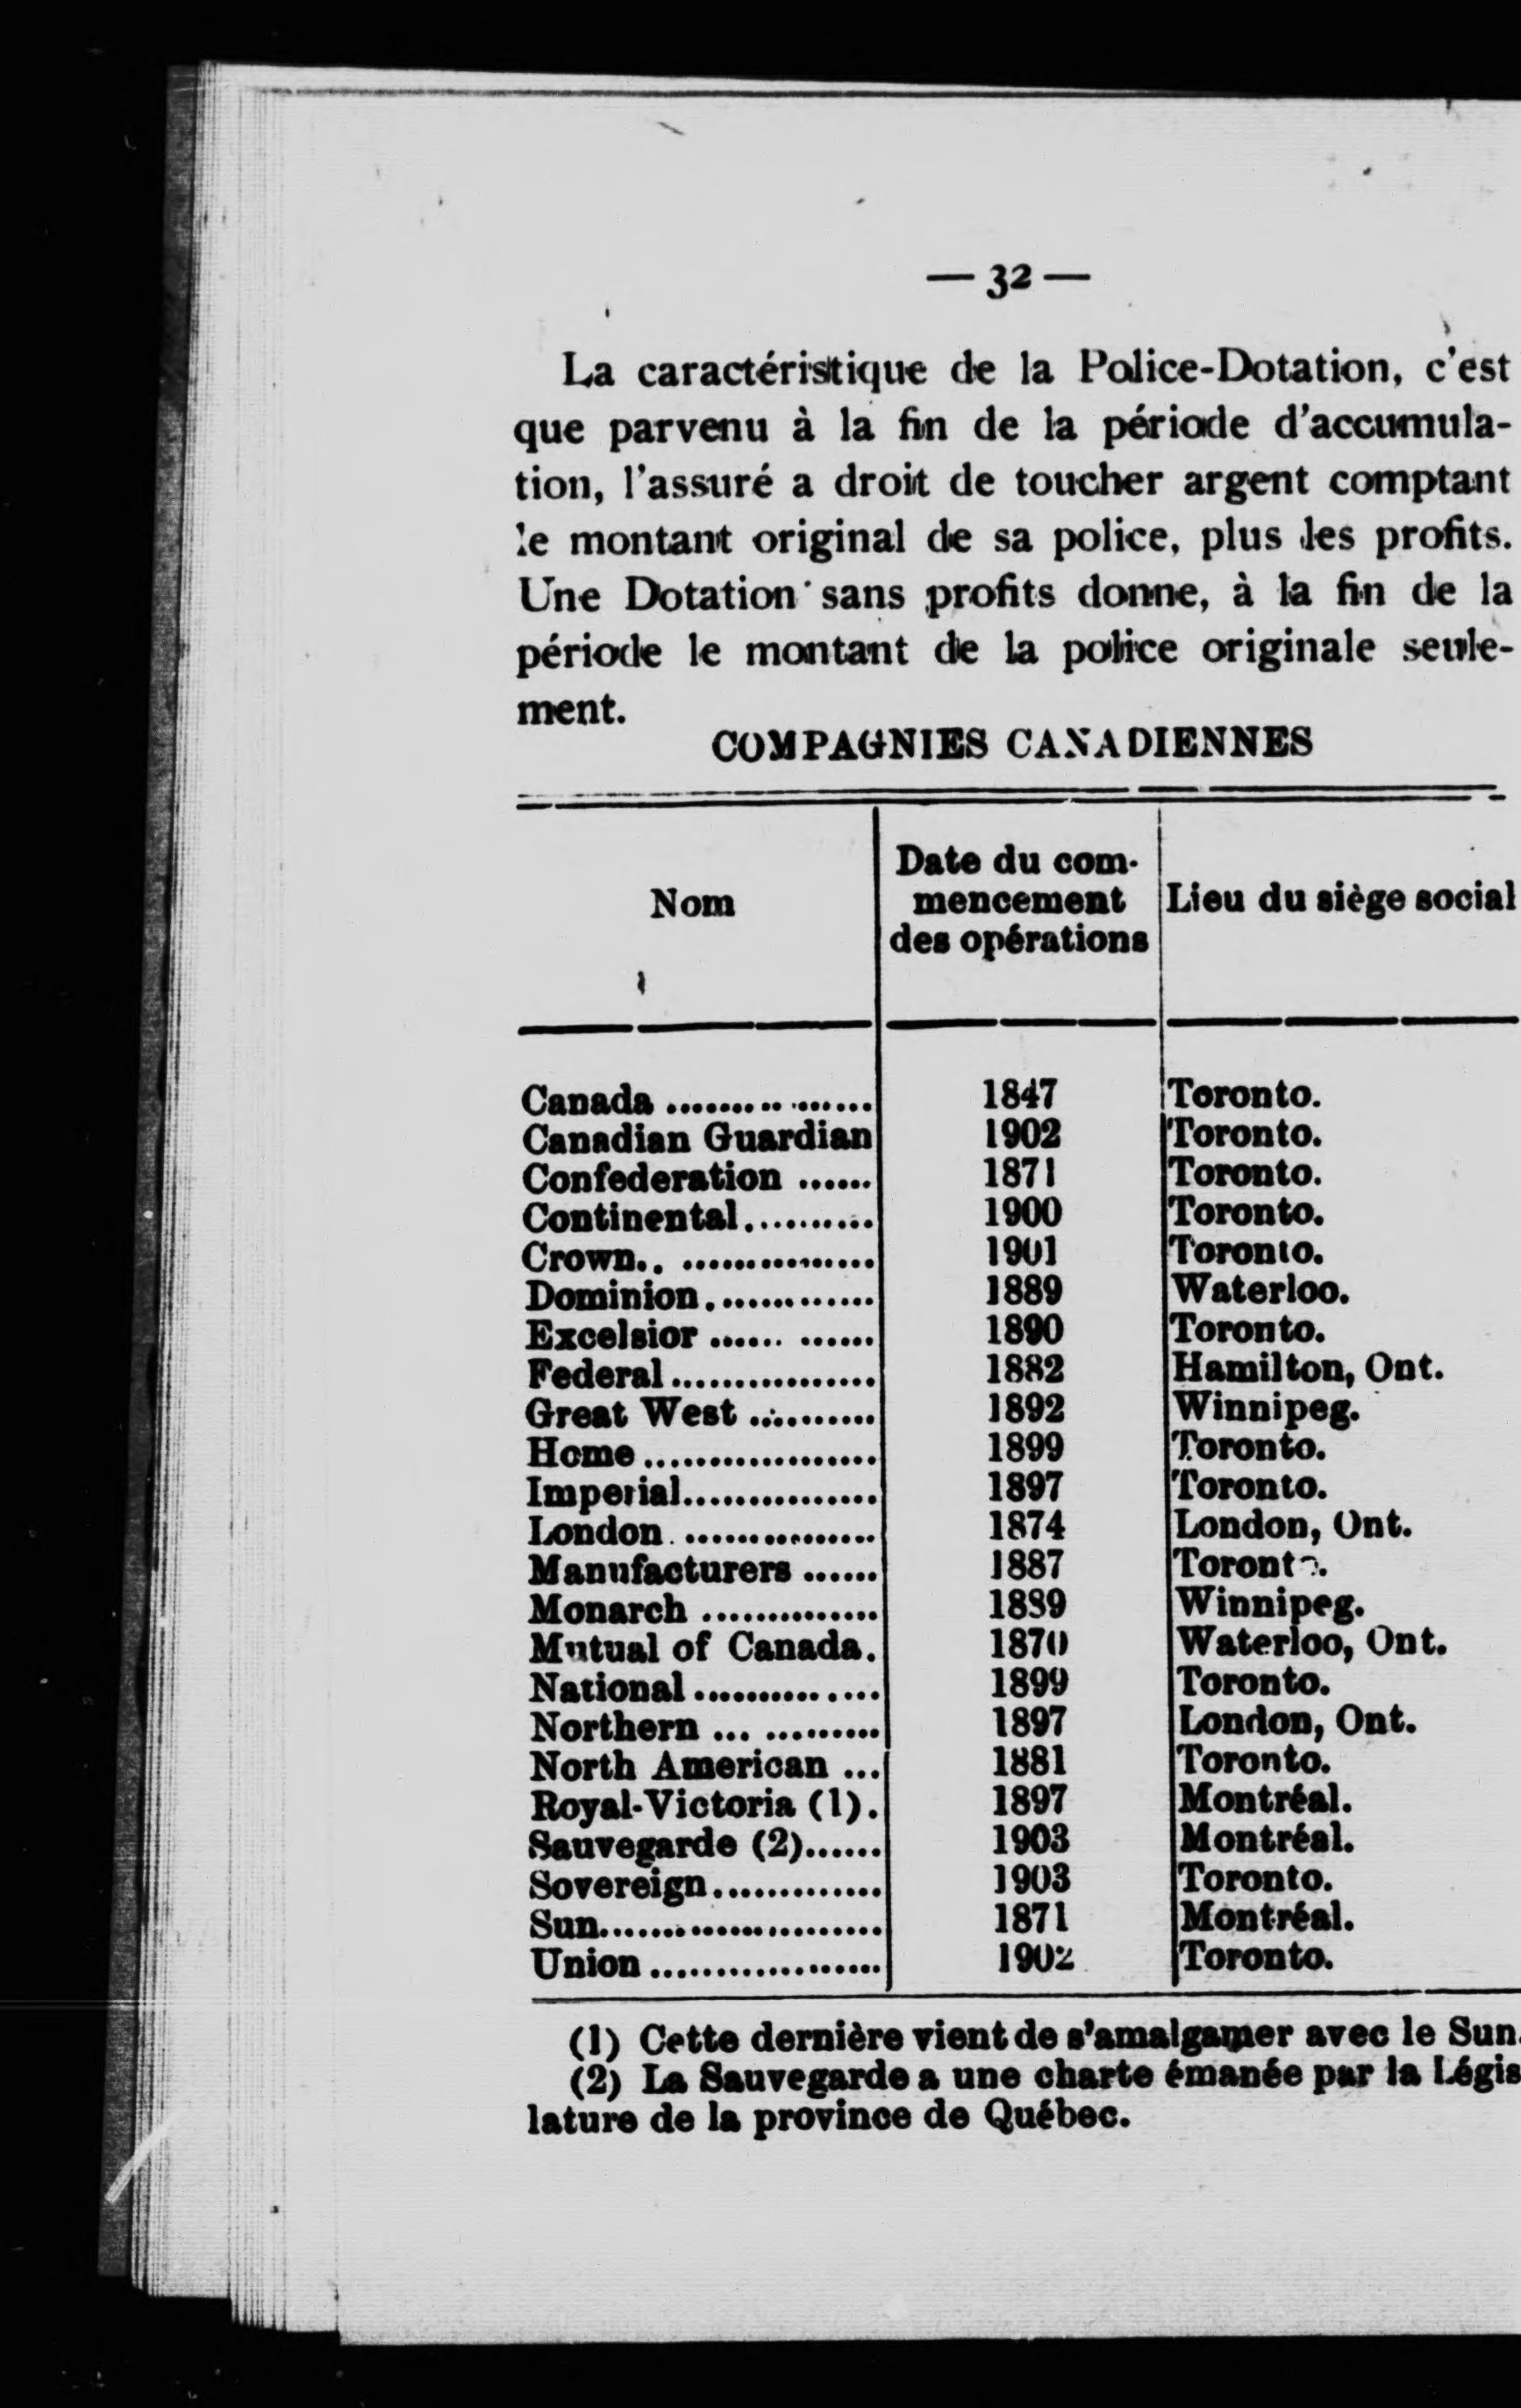 — 32 —
La caractéristique de la Police-Dotation, c'est
que parvenu à la fin de la période d'accumula-
tion, l'assuré a droit de toucher argent comptant
le montant original de sa police, plus les profits.
Une Dotation sans profits donne, à la fin de la
période le montant de la police originale seule-
ment.
COMPAGNIES CANADIENNES
Nom
Date du com-
mencement
des opérations
Lieu du siège social
Canada ................ 1847 Toronto.
Canadian Guardian 1902 Toronto.
Confederation ...... 1871 Toronto.
Continental.......... 1900 Toronto.
Crown.. ............... 1901 Toronto.
Dominion............. 1889 Waterloo.
Excelsior ...... ...... 1890 Toronto.
Federal................ 1882 Hamilton, Ont.
Great West .......... 1892 Winnipeg.
Home.................. 1899 Toronto.
Imperial............... 1897 Toronto.
London. ............... 1874 London, Ont.
Manufacturers ...... 1887 Toronto.
Monarch .............. 1889 Winnipeg.
Mutual of Canada. 1870 Waterloo, Ont.
National .............. 1899 Toronto.
Northern ... ......... 1897 London, Ont.
North American ... 1881 Toronto.
Royal-Victoria (1). 1897 Montréal.
Sauvegarde (2)...... 1903 Montréal.
Sovereign............. 1903 Toronto.
Sun...................... 1871 Montréal.
Union .................. 1902 Toronto.
(1) Cette dernière vient de s'amalgamer avec le Sun.
(2) La Sauvegarde a une charte émanée par la Légis
lature de la province de Québec.